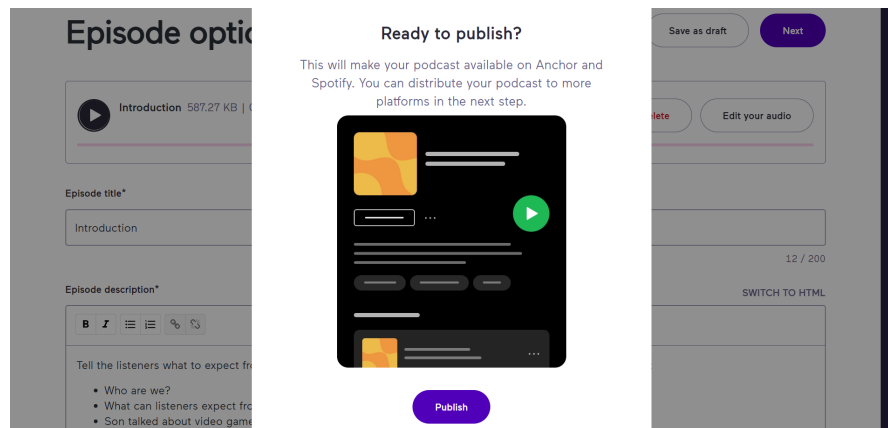 Episode optio
Save as draft
Next
Ready to publish?
This will make your podcast available on Anchor and
Spotify. You can distribute your podcast to more
platforms in the next step.
Introduction 587.27 KB |
lete
Edit your audio
Episode title*
Introduction
12 / 200
Episode description*
SWITCH TO HTML
B I
Tell the listeners what to expect fro
Who are we?
What can listeners expect fro
Son talked about video game
Publish